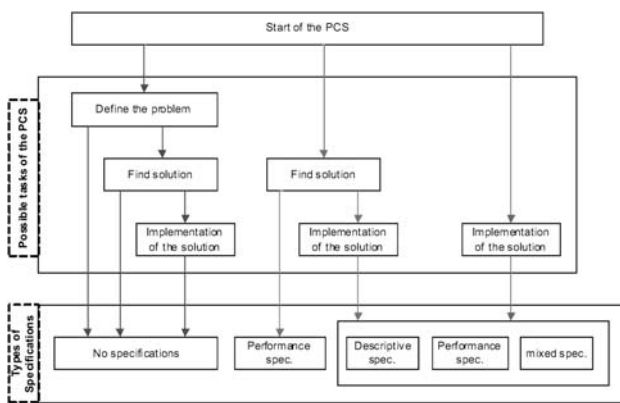 Start of the PCS
Possible tasks of the PCS
Define the problem
Find solution
Find solution
Implementation
of the solution
Implementation
of the solution
Implementation
of the solution
Types of
Specifications
No specifications
Performance
spec.
Descriptive
spec.
Performance
spec.
mixed spec.